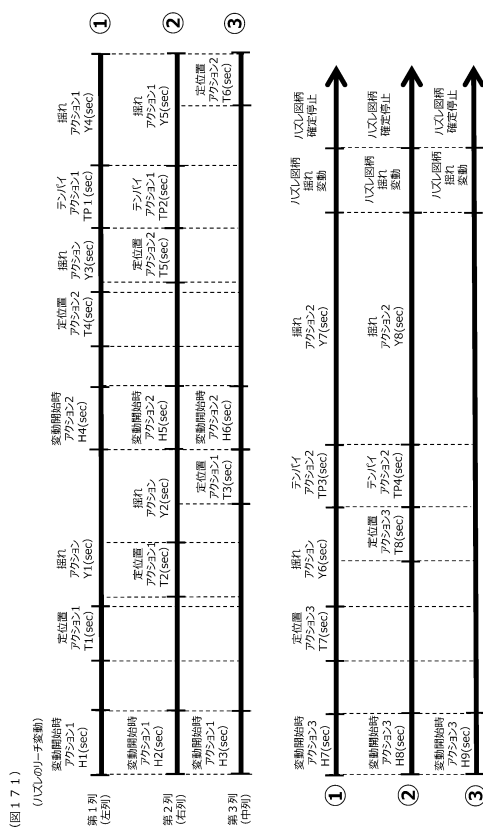 (図１７１)
(ハズレのリーチ変動)
変動開始時
アクション1
H1(sec)
定位置
アクション1
T1(sec)
揺れ
アクション
Y1(sec)
変動開始時
アクション2
H4(sec)
定位置
アクション2
T4(sec)
揺れ
アクション
Y3(sec)
テンパイ
アクション1
TP 1 (sec)
揺れ
アクション1
Y4(sec)
第１列
(左列)
①
変動開始時
アクション1
H2(sec)
定位置
アクション1
T2(sec)
揺れ
アクション
Y2(sec)
変動開始時
アクション2
H5(sec)
定位置
アクション2
T5(sec)
テンパイ
アクション1
TP2(sec)
揺れ
アクション1
Y5(sec)
第２列
(右列)
②
変動開始時
アクション1
H3(sec)
定位置
アクション1
T3(sec)
変動開始時
アクション2
H6(sec)
定位置
アクション2
T6(sec)
第３列
(中列)
③
変動開始時
アクション3
H7(sec)
定位置
アクション3
T7(sec)
揺れ
アクション
Y6(sec)
テンパイ
アクション2
TP3(sec)
揺れ
アクション2
Y7(sec)
ハズレ図柄
揺れ
変動
ハズレ図柄
確定停止
①
変動開始時
アクション3
H8(sec)
定位置
アクション3
T8(sec)
テンパイ
アクション2
TP4(sec)
揺れ
アクション2
Y8(sec)
ハズレ図柄
揺れ
変動
ハズレ図柄
確定停止
②
変動開始時
アクション3
H9(sec)
ハズレ図柄
揺れ
変動
ハズレ図柄
確定停止
③